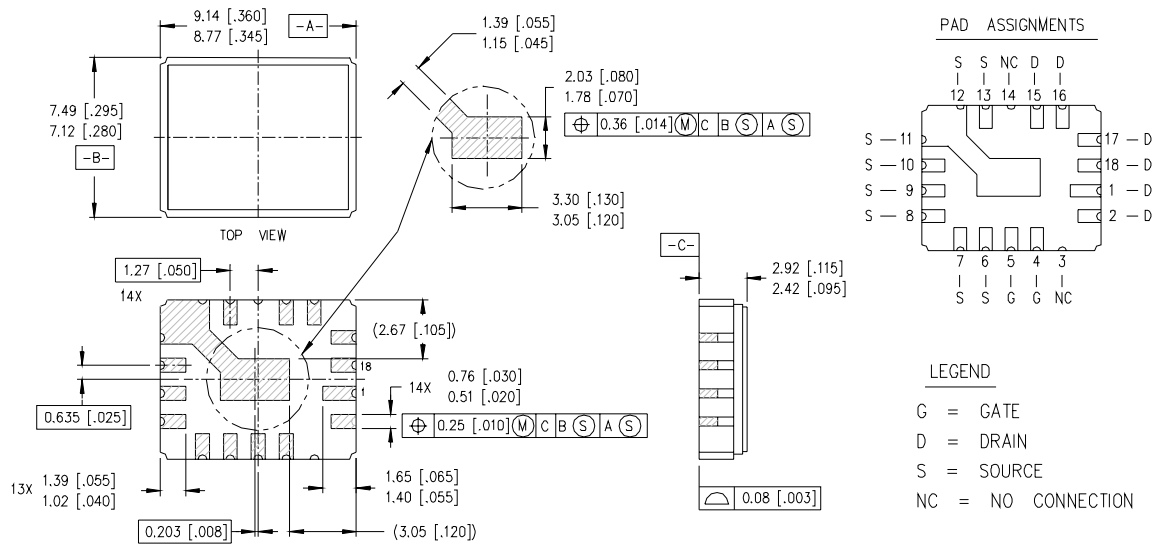 9.14 [.360]
8.77 [.345]
-A-
7.49 [.295]
7.12 [.280]
-B-
TOP VIEW
1.39 [.055]
1.15 [.045]
2.03 [.080]
1.78 [.070]
⌖ 0.36 [.014] Ⓜ C B Ⓢ A Ⓢ
3.30 [.130]
3.05 [.120]
1.27 [.050]
14X
(2.67 [.105])
18
1
0.635 [.025]
14X
0.76 [.030]
0.51 [.020]
⌖ 0.25 [.010] Ⓜ C B Ⓢ A Ⓢ
13X
1.39 [.055]
1.02 [.040]
1.65 [.065]
1.40 [.055]
0.203 [.008]
(3.05 [.120])
-C-
2.92 [.115]
2.42 [.095]
⌓ 0.08 [.003]
PAD ASSIGNMENTS
S S NC D D
12 13 14 15 16
S — 11
S — 10
S — 9
S — 8
17 — D
18 — D
1 — D
2 — D
7 6 5 4 3
S S G G NC
LEGEND
G = GATE
D = DRAIN
S = SOURCE
NC = NO CONNECTION